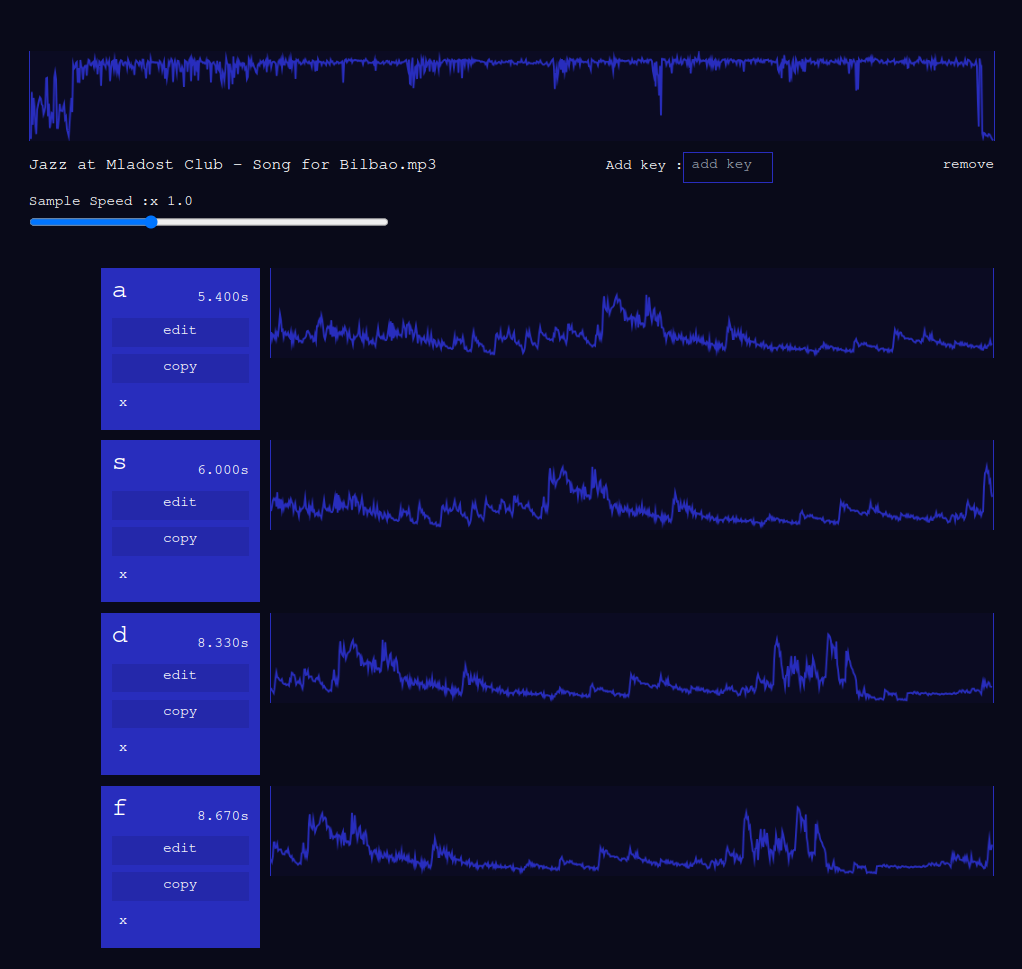 Jazz at Mladost Club - Song for Bilbao.mp3 Add key : add key remove
Sample Speed :x 1.0
a
5.400s
edit
copy
x
s
6.000s
edit
copy
x
d
8.330s
edit
copy
x
f
8.670s
edit
copy
x